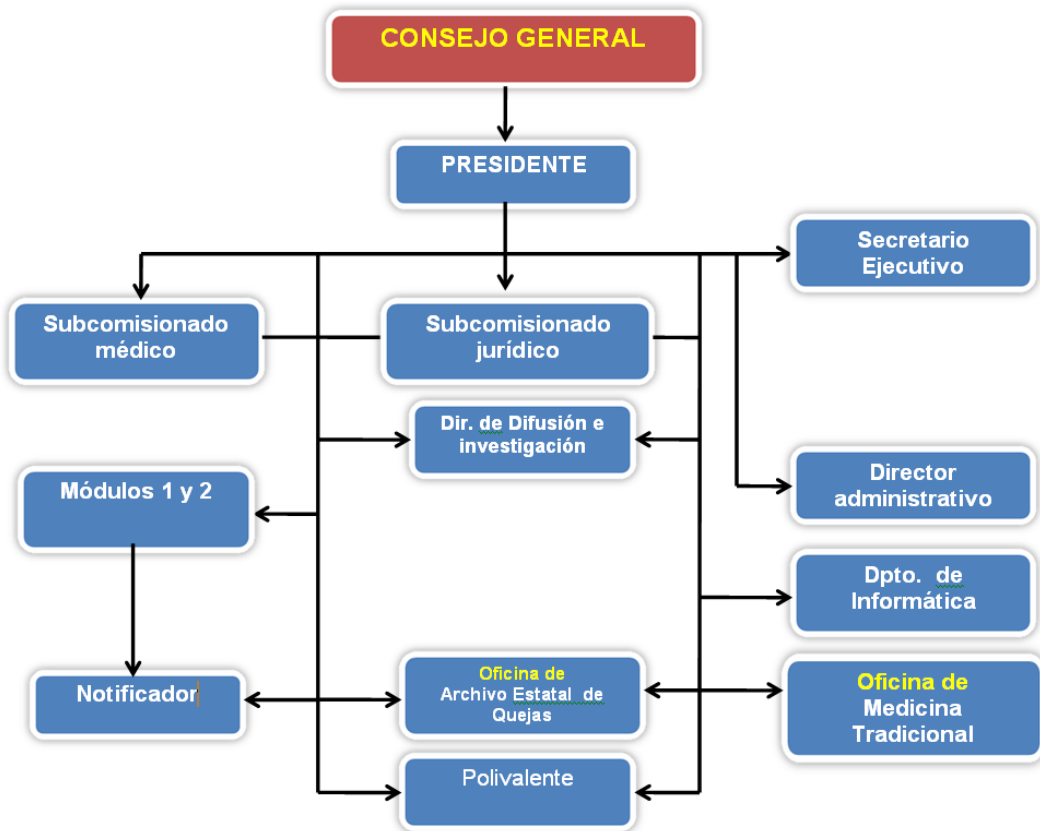 CONSEJO GENERAL
PRESIDENTE
Secretario
Ejecutivo
Subcomisionado
médico
Subcomisionado
jurídico
Dir. de Difusión e
investigación
Módulos 1 y 2
Director
administrativo
Dpto. de
Informática
Notificador
Oficina de
Archivo Estatal de
Quejas
Oficina de
Medicina
Tradicional
Polivalente